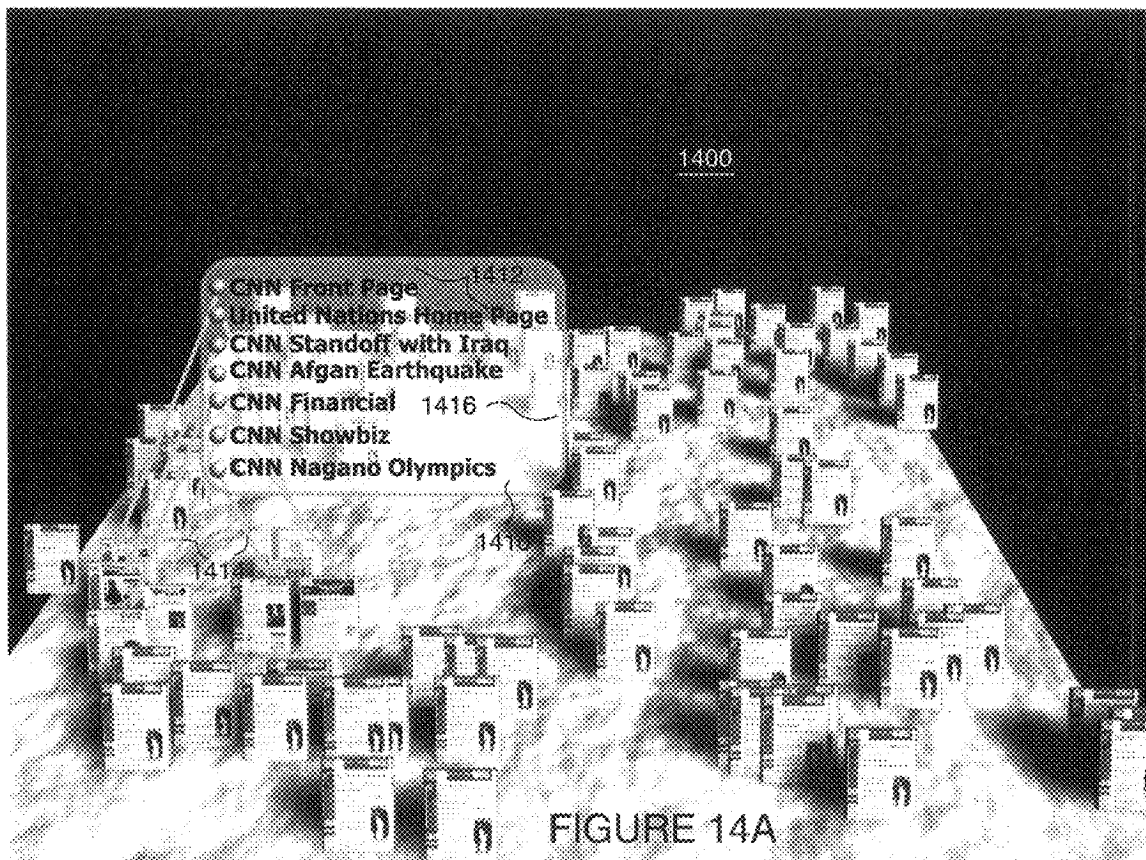 1400
1412
CNN Front Page
United Nations Home Page
CNN Standoff with Iraq
CNN Afgan Earthquake
CNN Financial 1416
CNN Showbiz
CNN Nagano Olympics
FIGURE 14A